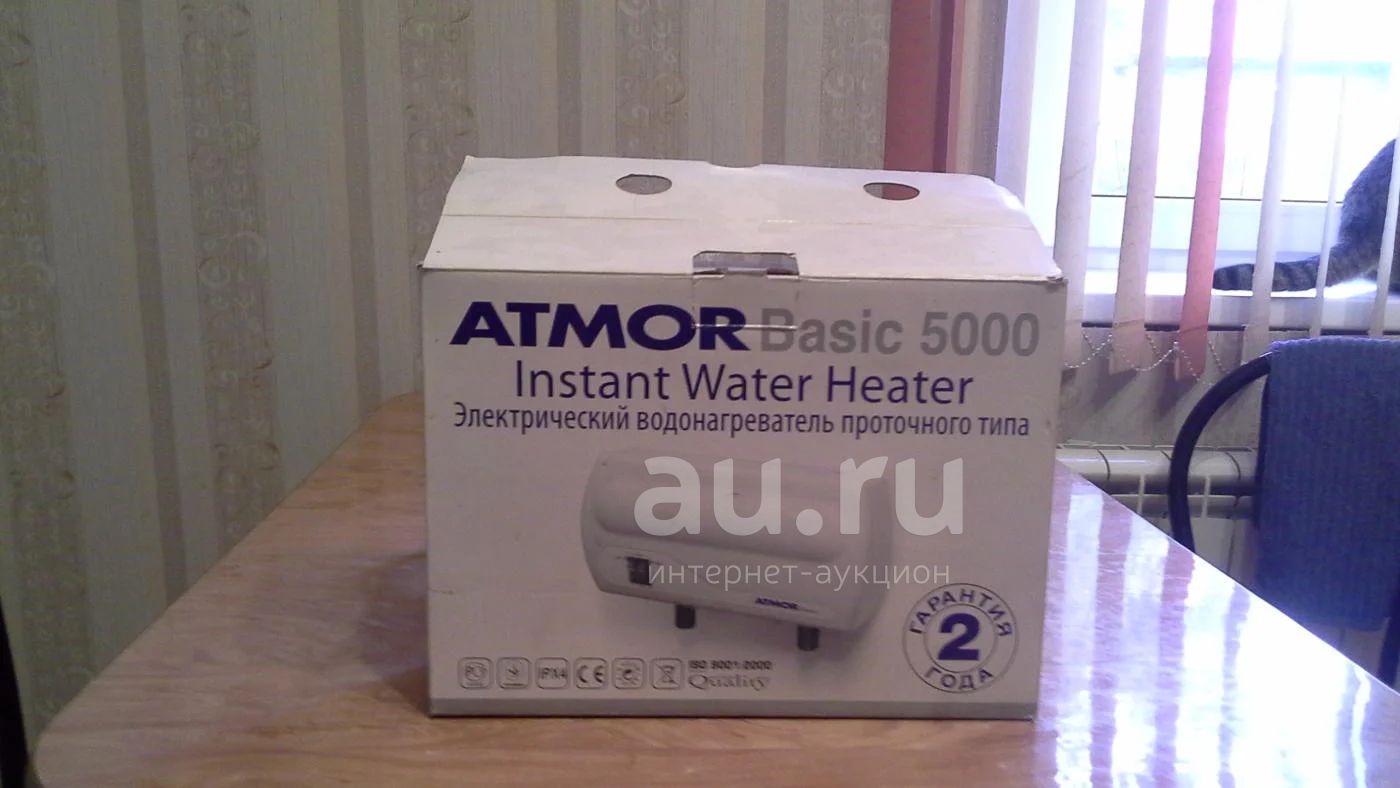 ATMOR Basic 5000
Instant Water Heater
Электрический водонагреватель проточного типа
au.ru
интернет-аукцион
ATMOR
ГАРАНТИЯ
2
ГОДА
IPX4
CE
ISO 9001:2000
Quality